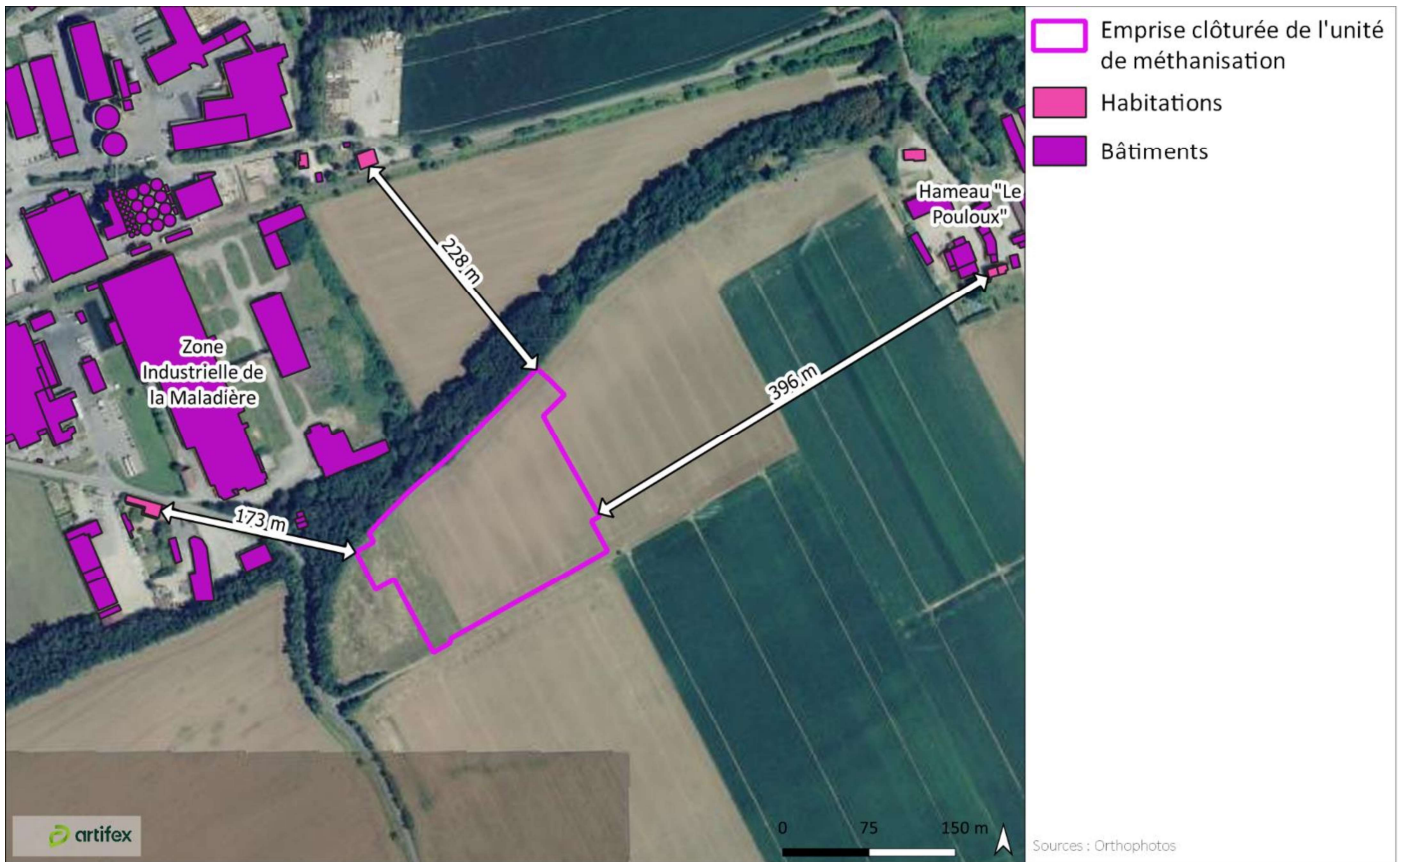 Emprise clôturée de l'unité
de méthanisation
Habitations
Bâtiments
Hameau "Le
Pouloux"
228 m
396 m
Zone
Industrielle de
la Maladière
173 m
artifex
0 75 150 m
Sources : Orthophotos